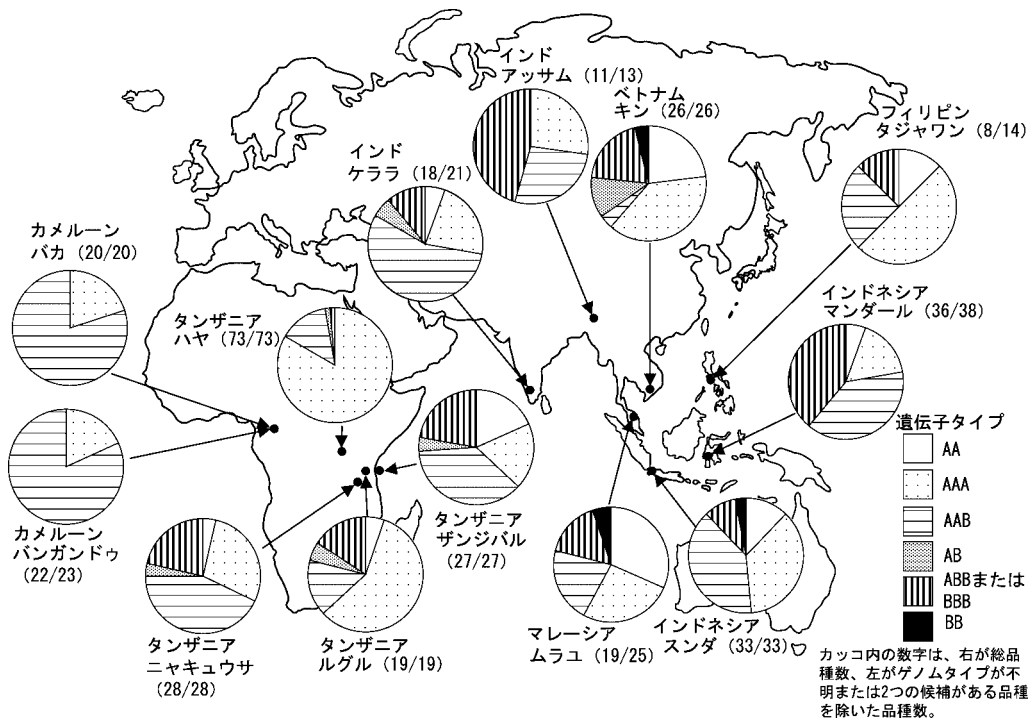 インド
アッサム (11/13)
ベトナム
キン (26/26)
フィリピン
タジャワン (8/14)
インド
ケララ (18/21)
カメルーン
バカ (20/20)
タンザニア
ハヤ (73/73)
インドネシア
マンダール (36/38)
遺伝子タイプ
AA
AAA
AAB
AB
ABBまたは
BBB
BB
カメルーン
バンガンドゥ
(22/23)
タンザニア
ザンジバル
(27/27)
タンザニア
ニャキュウサ
(28/28)
タンザニア
ルグル (19/19)
マレーシア
ムラユ (19/25)
インドネシア
スンダ (33/33)
カッコ内の数字は、右が総品
種数、左がゲノムタイプが不
明または2つの候補がある品種
を除いた品種数。